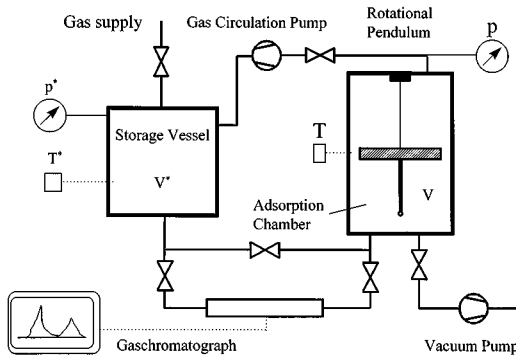 Gas supply
Gas Circulation Pump
Rotational
Pendulum
p
p*
Storage Vessel
T*
V*
T
V
Adsorption
Chamber
Gaschromatograph
Vacuum Pump